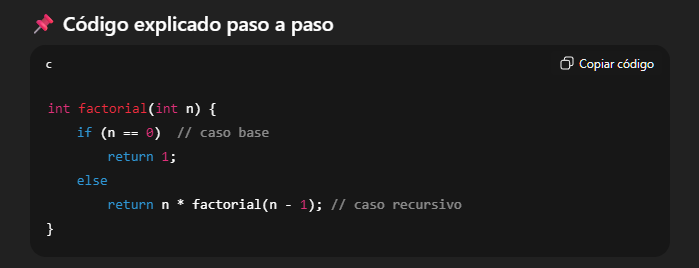 📌 Código explicado paso a paso
c
Copiar código
int factorial(int n) {
    if (n == 0)  // caso base
        return 1;
    else
        return n * factorial(n - 1); // caso recursivo
}